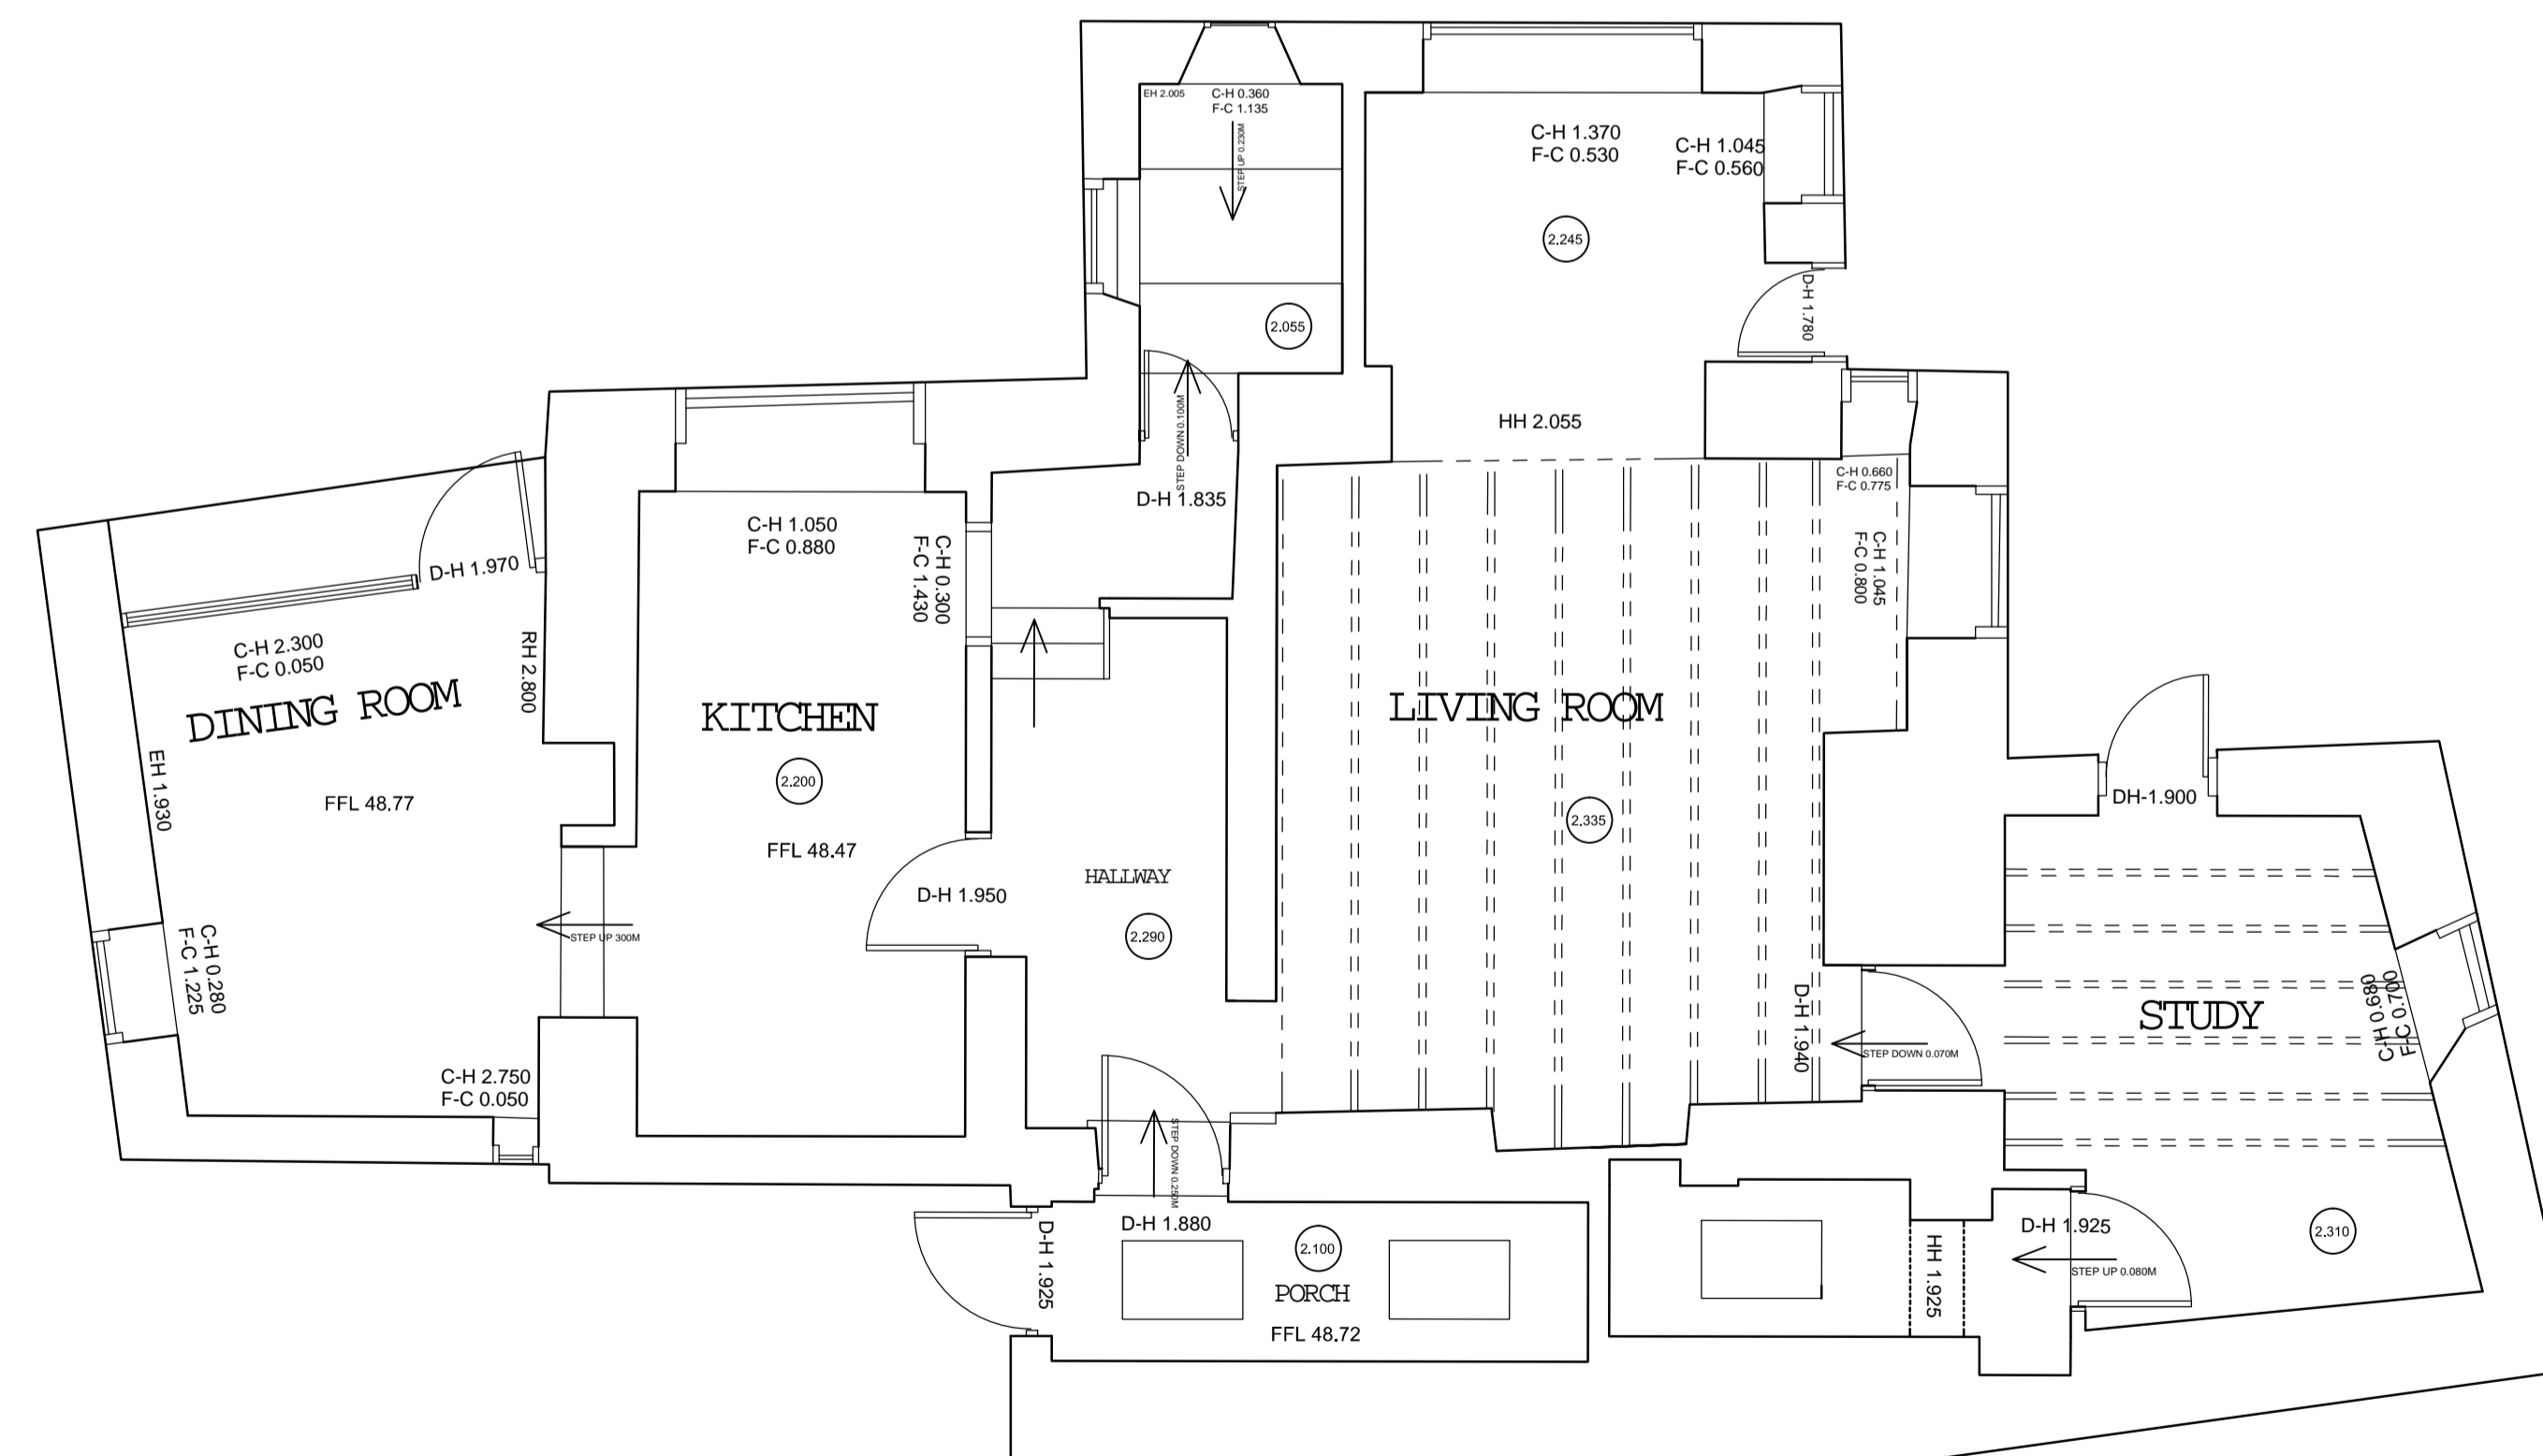 EH 2.005
C-H 0.360
F-C 1.135
STEP UP 0.230M
C-H 1.370
F-C 0.530
C-H 1.045
F-C 0.560
2.245
D-H 1.780
2.055
STEP DOWN 0.100M
D-H 1.835
HH 2.055
C-H 0.660
F-C 0.775
C-H 1.045
F-C 0.800
D-H 1.970
C-H 2.300
F-C 0.050
RH 2.800
DINING ROOM
EH 1.930
FFL 48.77
C-H 0.280
F-C 1.225
C-H 2.750
F-C 0.050
C-H 1.050
F-C 0.880
C-H 0.300
F-C 1.430
KITCHEN
2.200
FFL 48.47
STEP UP 300M
D-H 1.950
HALLWAY
2.290
LIVING ROOM
2.335
D-H 1.940
STEP DOWN 0.070M
DH-1.900
STUDY
F-C 0.700
C-H 0.680
STEP DOWN 0.250M
D-H 1.880
D-H 1.925
2.100
PORCH
FFL 48.72
HH 1.925
D-H 1.925
STEP UP 0.080M
2.310